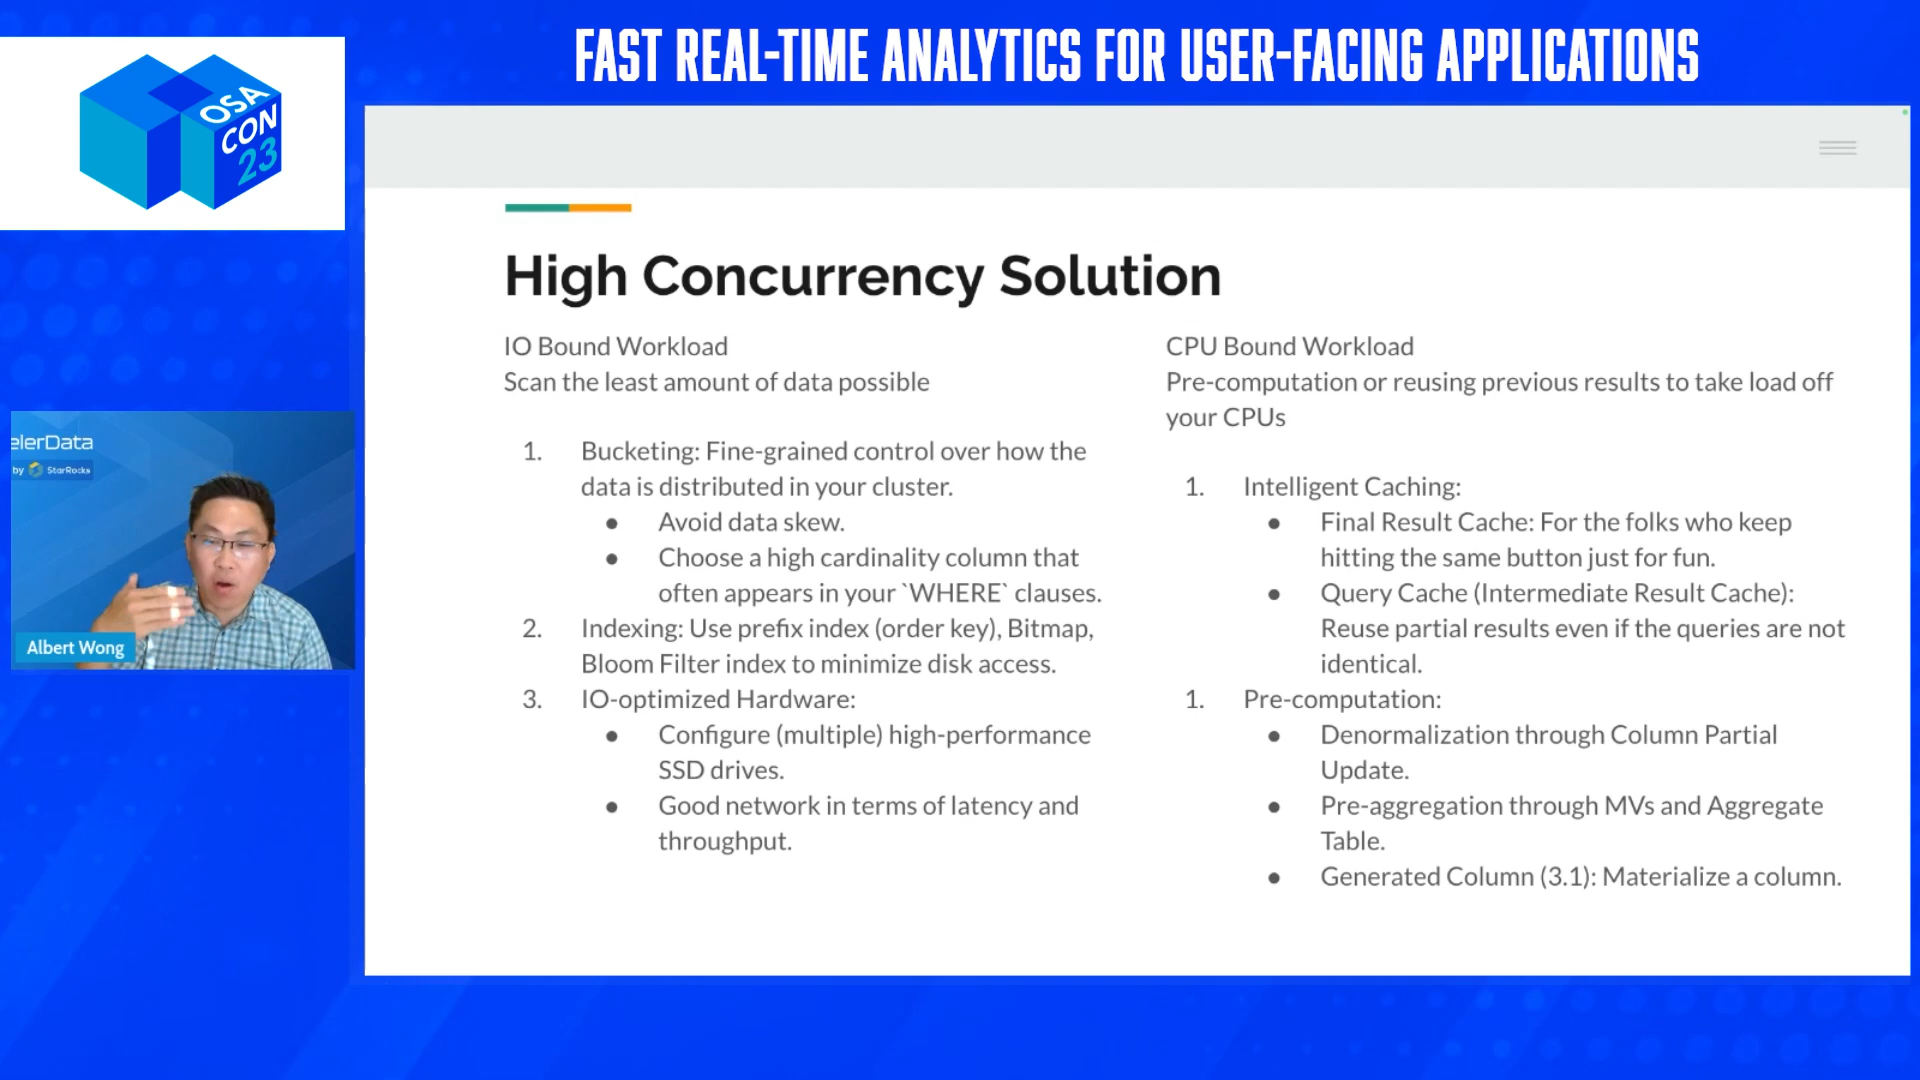 FAST REAL-TIME ANALYTICS FOR USER-FACING APPLICATIONS
OSA
CON
23
High Concurrency Solution
IO Bound Workload
Scan the least amount of data possible
1. Bucketing: Fine-grained control over how the
data is distributed in your cluster.
● Avoid data skew.
● Choose a high cardinality column that
often appears in your `WHERE` clauses.
2. Indexing: Use prefix index (order key), Bitmap,
Bloom Filter index to minimize disk access.
3. IO-optimized Hardware:
● Configure (multiple) high-performance
SSD drives.
● Good network in terms of latency and
throughput.
CPU Bound Workload
Pre-computation or reusing previous results to take load off
your CPUs
1. Intelligent Caching:
● Final Result Cache: For the folks who keep
hitting the same button just for fun.
● Query Cache (Intermediate Result Cache):
Reuse partial results even if the queries are not
identical.
1. Pre-computation:
● Denormalization through Column Partial
Update.
● Pre-aggregation through MVs and Aggregate
Table.
● Generated Column (3.1): Materialize a column.
elerData
by StarRocks
Albert Wong